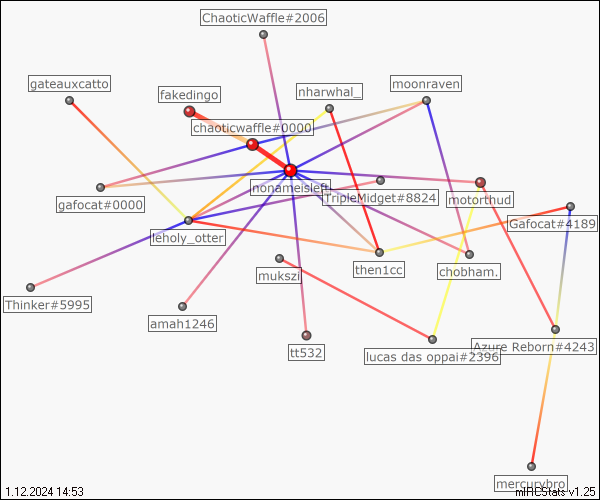 ChaoticWaffle#2006
gateauxcatto
moonraven
nharwhal_
fakedingo
chaoticwaffle#0000
nonameisleft
TripleMidget#8824
motorthud
gafocat#0000
Gafocat#4189
leholy_otter
then1cc
chobham.
mukszi
Thinker#5995
amah1246
tt532
lucas das oppai#2396
Azure Reborn#4243
mercurybro
1.12.2024 14:53
mIRCStats v1.25